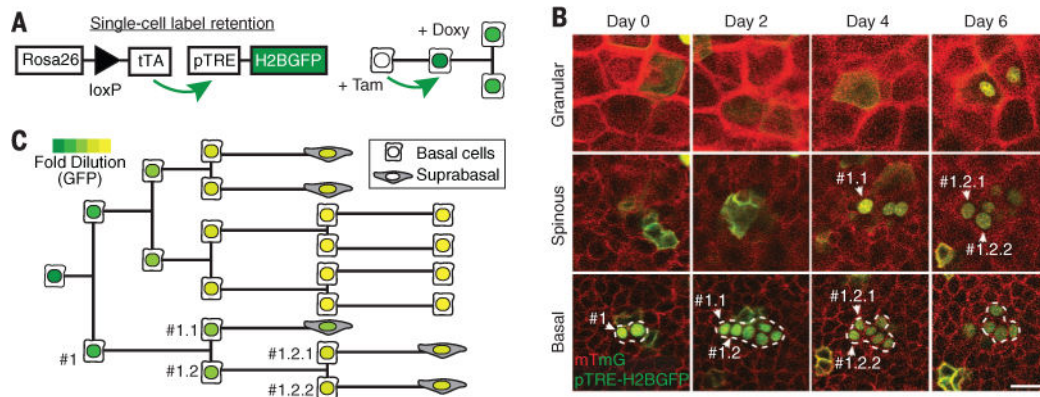 A
Single-cell label retention
Rosa26
loxP
tTA
pTRE
H2BGFP
+ Tam
+ Doxy
B
Day 0
Day 2
Day 4
Day 6
Granular
Spinous
#1.1
#1.2.1
#1.2.2
Basal
#1
#1.1
#1.2
#1.2.1
#1.2.2
mTmG
pTRE-H2BGFP
C
Fold Dilution
(GFP)
Basal cells
Suprabasal
#1
#1.1
#1.2
#1.2.1
#1.2.2